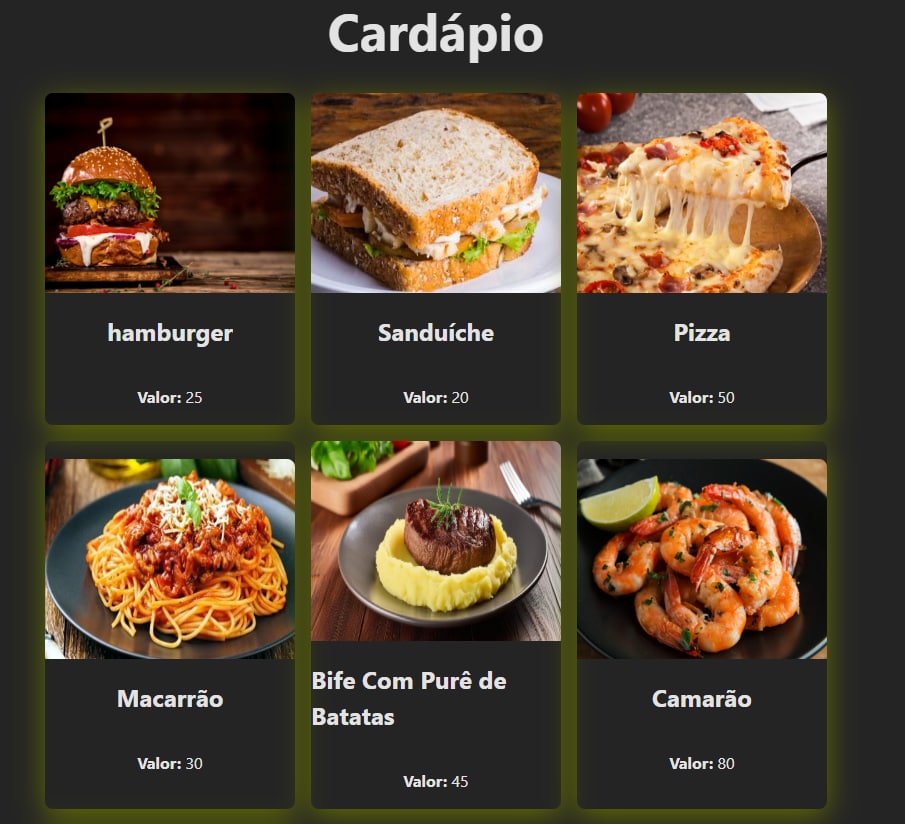 Cardápio
hamburger
Sanduíche
Pizza
Valor: 25
Valor: 20
Valor: 50
Macarrão
Bife Com Purê de
Batatas
Camarão
Valor: 30
Valor: 45
Valor: 80